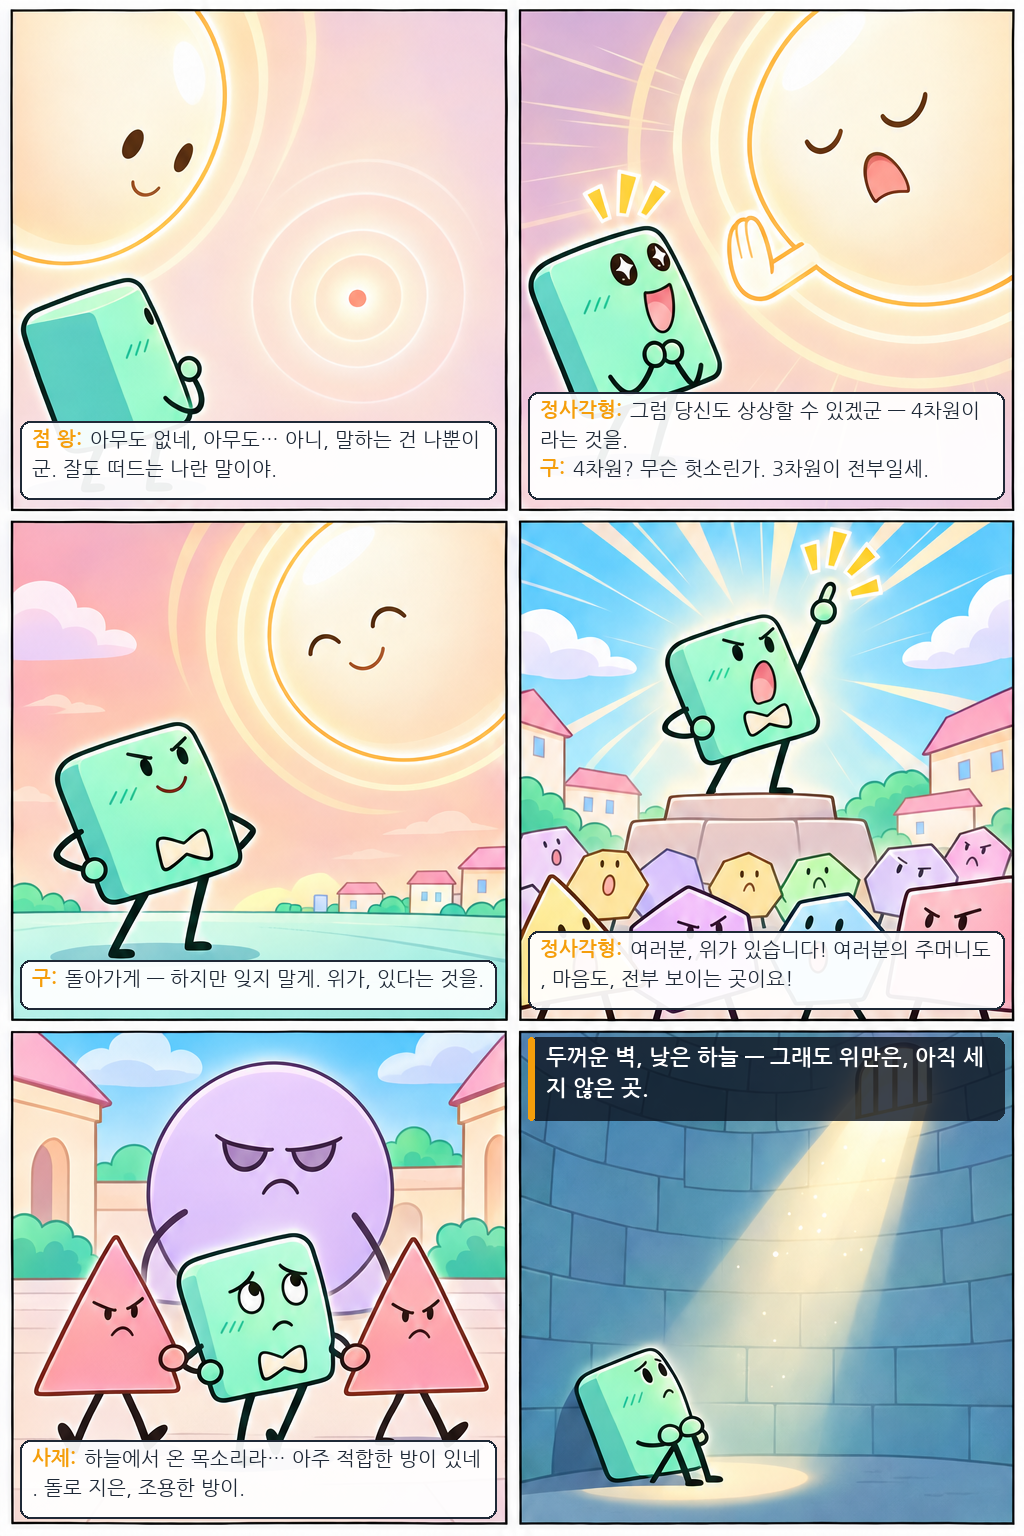 점 왕: 아무도 없네, 아무도… 아니, 말하는 건 나뿐이
군. 잘도 떠드는 나란 말이야.
정사각형: 그럼 당신도 상상할 수 있겠군 — 4차원이
라는 것을.
구: 4차원? 무슨 헛소린가. 3차원이 전부일세.
구: 돌아가게 — 하지만 잊지 말게. 위가, 있다는 것을.
정사각형: 여러분, 위가 있습니다! 여러분의 주머니도
, 마음도, 전부 보이는 곳이요!
사제: 하늘에서 온 목소리라… 아주 적합한 방이 있네
. 돌로 지은, 조용한 방이.
두꺼운 벽, 낮은 하늘 — 그래도 위만은, 아직 세
지 않은 곳.